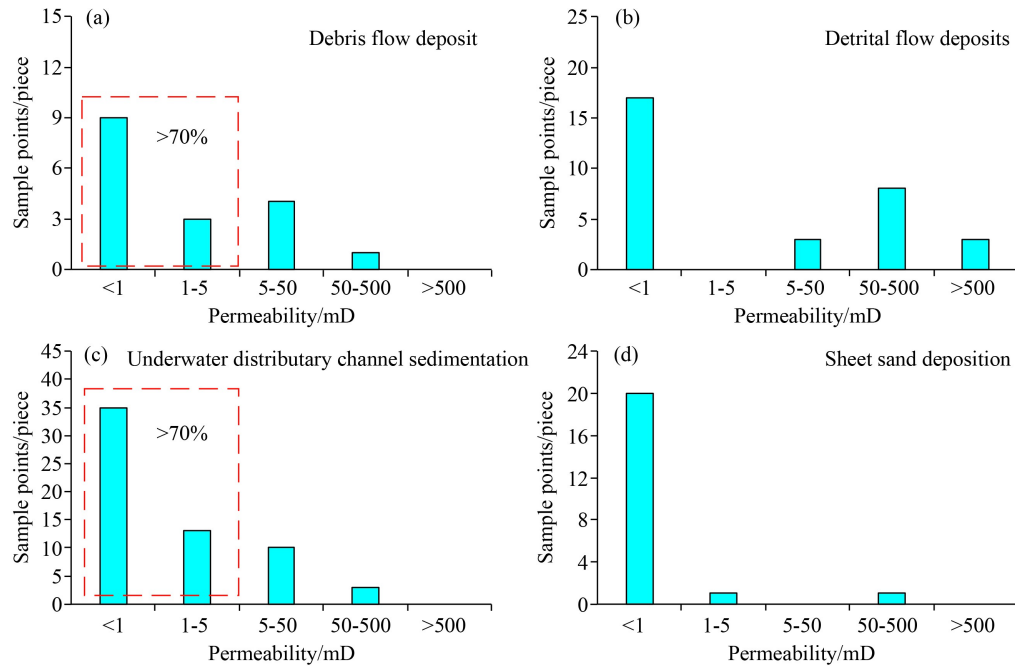 (a)
Debris flow deposit
Sample points/piece
15
12
9
6
3
0
>70%
<1 1-5 5-50 50-500 >500
Permeability/mD
(b)
Detrital flow deposits
Sample points/piece
25
20
15
10
5
0
<1 1-5 5-50 50-500 >500
Permeability/mD
(c)
Underwater distributary channel sedimentation
Sample points/piece
45
40
35
30
25
20
15
10
5
0
>70%
<1 1-5 5-50 50-500 >500
Permeability/mD
(d)
Sheet sand deposition
Sample points/piece
24
20
16
12
8
4
0
<1 1-5 5-50 50-500 >500
Permeability/mD